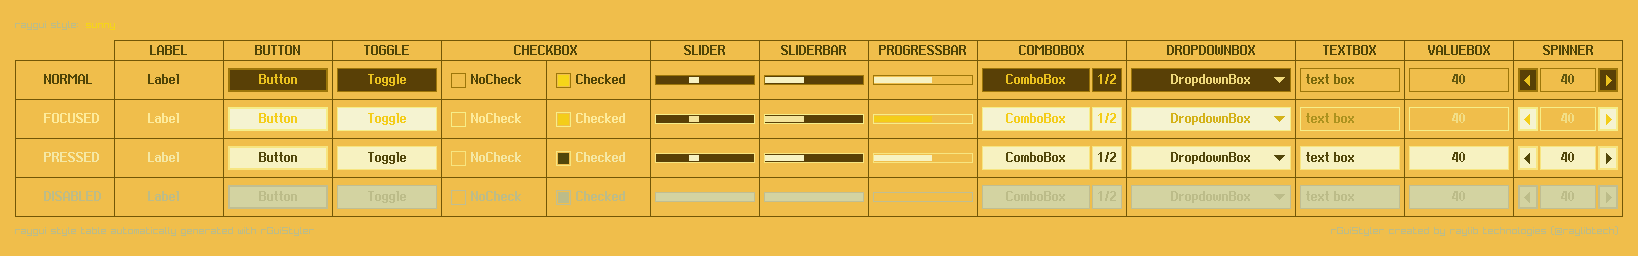 raygui style: sunny
LABEL BUTTON TOGGLE CHECKBOX SLIDER SLIDERBAR PROGRESSBAR COMBOBOX DROPDOWNBOX TEXTBOX VALUEBOX SPINNER
NORMAL Label Button Toggle NoCheck Checked ComboBox 1/2 DropdownBox text box 40 40
FOCUSED Label Button Toggle NoCheck Checked ComboBox 1/2 DropdownBox text box 40 40
PRESSED Label Button Toggle NoCheck Checked ComboBox 1/2 DropdownBox text box 40 40
DISABLED Label Button Toggle NoCheck Checked ComboBox 1/2 DropdownBox text box 40 40
raygui style table automatically generated with rGuiStyler rGuiStyler created by raylib technologies (@raylibtech)